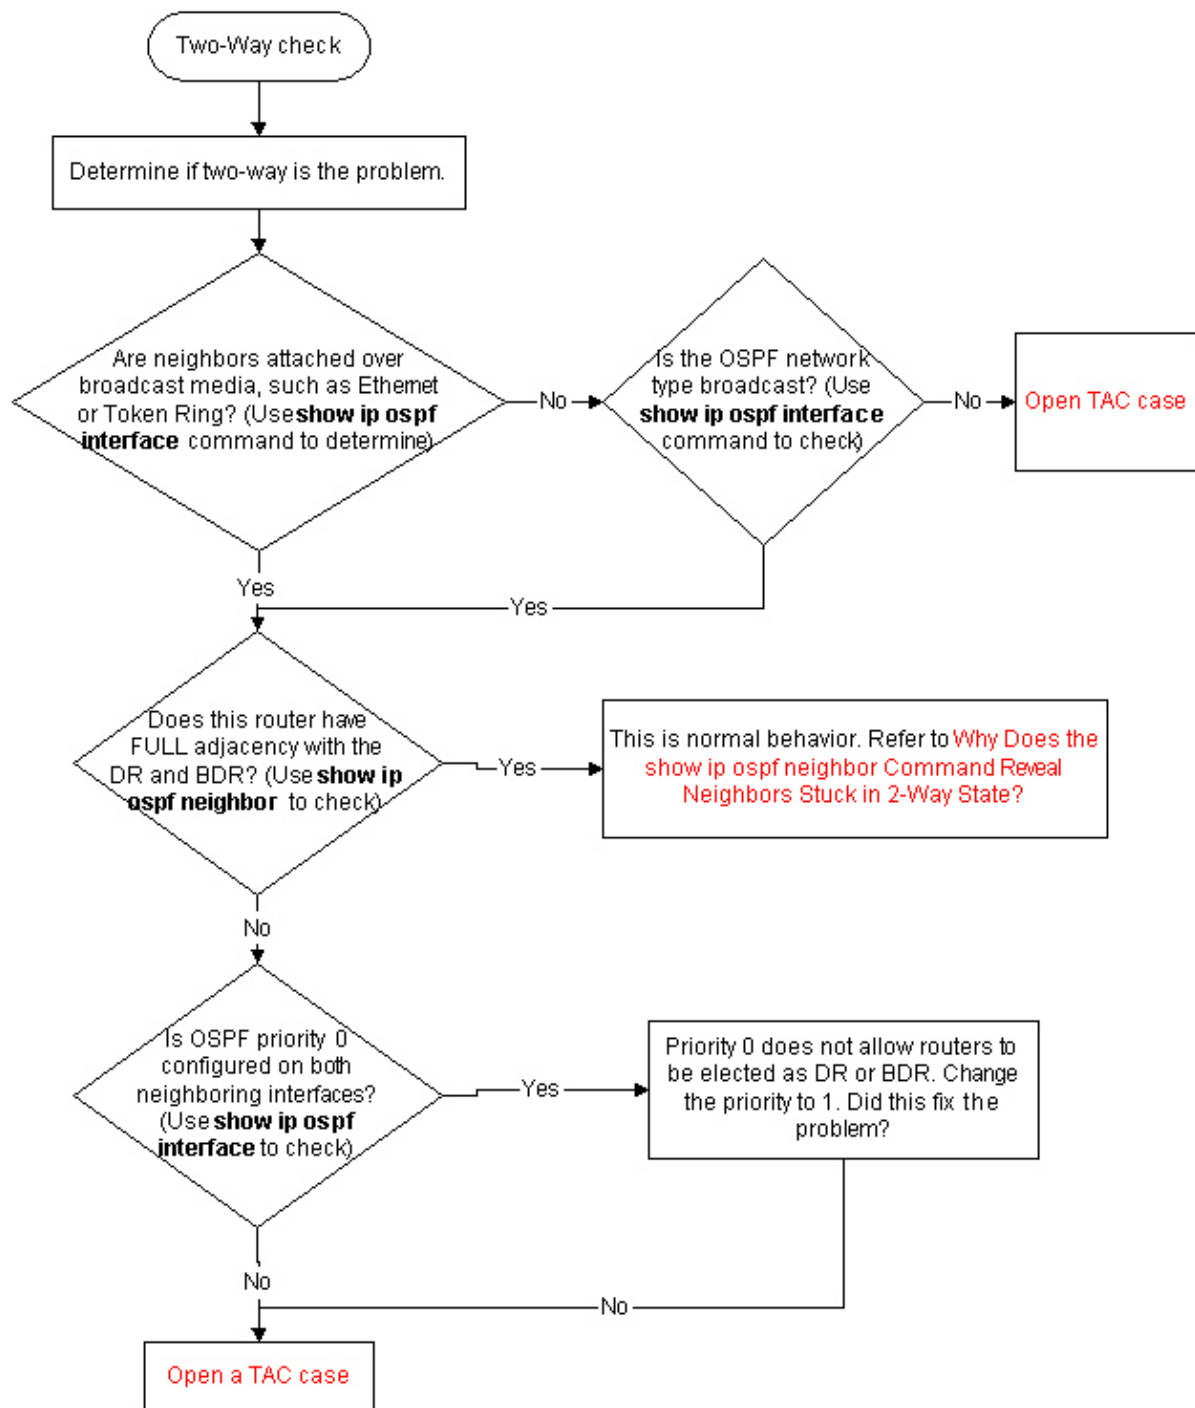 Two-Way check
Determine if two-way is the problem.
Are neighbors attached over
broadcast media, such as Ethernet
or Token Ring? (Use show ip ospf
interface command to determine)
No
Is the OSPF network
type broadcast? (Use
show ip ospf interface
command to check)
No
Open TAC case
Yes
Yes
Does this router have
FULL adjacency with the
DR and BDR? (Use show ip
ospf neighbor to check)
Yes
This is normal behavior. Refer to Why Does the
show ip ospf neighbor Command Reveal
Neighbors Stuck in 2-Way State?
No
Is OSPF priority 0
configured on both
neighboring interfaces?
(Use show ip ospf
interface to check)
Yes
Priority 0 does not allow routers to
be elected as DR or BDR. Change
the priority to 1. Did this fix the
problem?
No
No
Open a TAC case